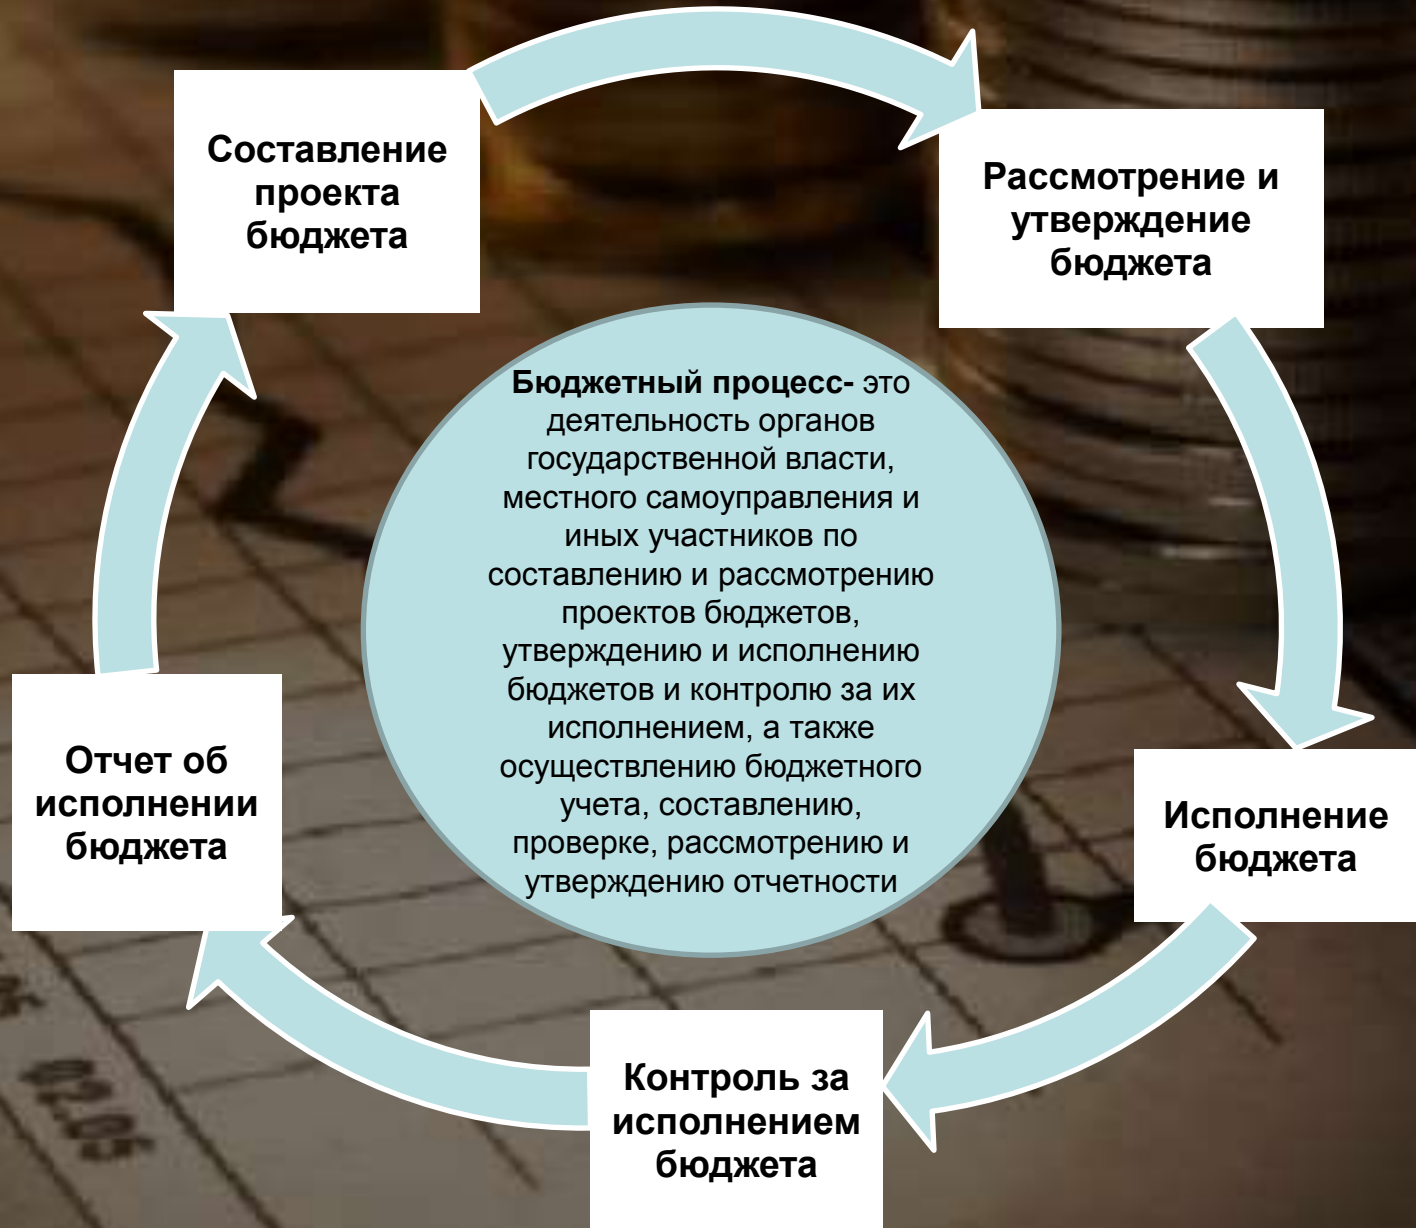 Составление
проекта
бюджета
Рассмотрение и
утверждение
бюджета
Бюджетный процесс- это
деятельность органов
государственной власти,
местного самоуправления и
иных участников по
составлению и рассмотрению
проектов бюджетов,
утверждению и исполнению
бюджетов и контролю за их
исполнением, а также
осуществлению бюджетного
учета, составлению,
проверке, рассмотрению и
утверждению отчетности
Отчет об
исполнении
бюджета
Исполнение
бюджета
Контроль за
исполнением
бюджета
02.05